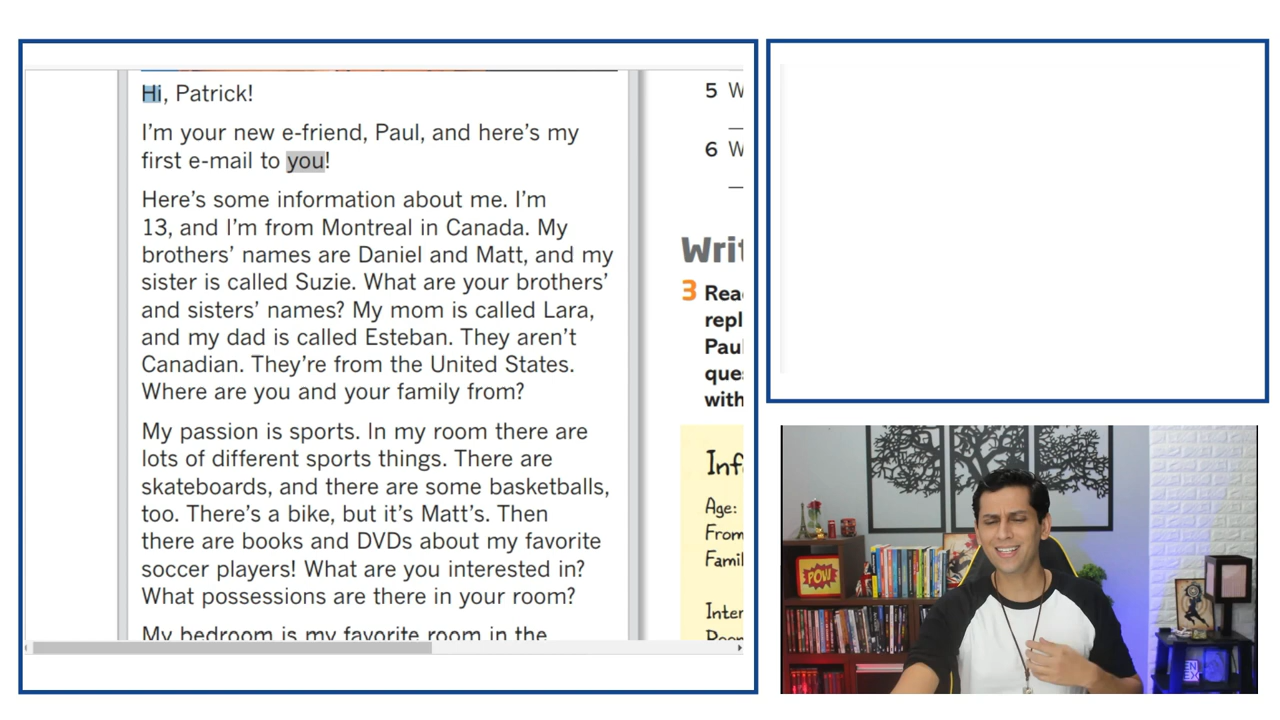 Hi, Patrick!
I'm your new e-friend, Paul, and here's my
first e-mail to you!
Here's some information about me. I'm
13, and I'm from Montreal in Canada. My
brothers' names are Daniel and Matt, and my
sister is called Suzie. What are your brothers'
and sisters' names? My mom is called Lara,
and my dad is called Esteban. They aren't
Canadian. They're from the United States.
Where are you and your family from?
My passion is sports. In my room there are
lots of different sports things. There are
skateboards, and there are some basketballs,
too. There's a bike, but it's Matt's. Then
there are books and DVDs about my favorite
soccer players! What are you interested in?
What possessions are there in your room?
My bedroom is my favorite room in the
5 W
6 W
Writ
3 Rea
repl
Pau
ques
with
Inf
Age:
From
Famil
Inter
POW